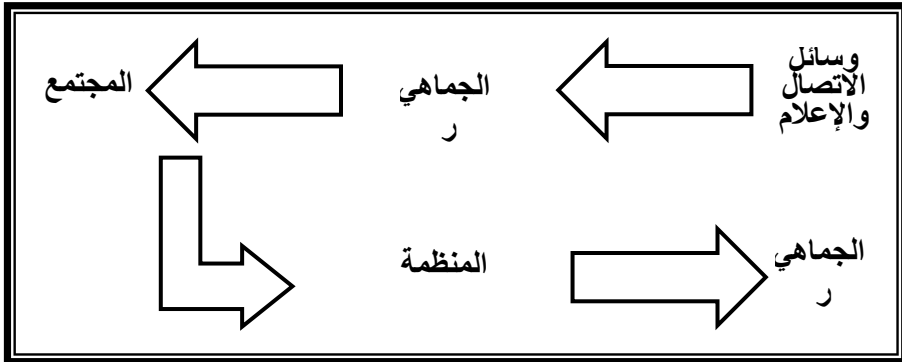 وسائل
الاتصال
والإعلام
الجماهي
ر
المجتمع
المنظمة
الجماهي
ر